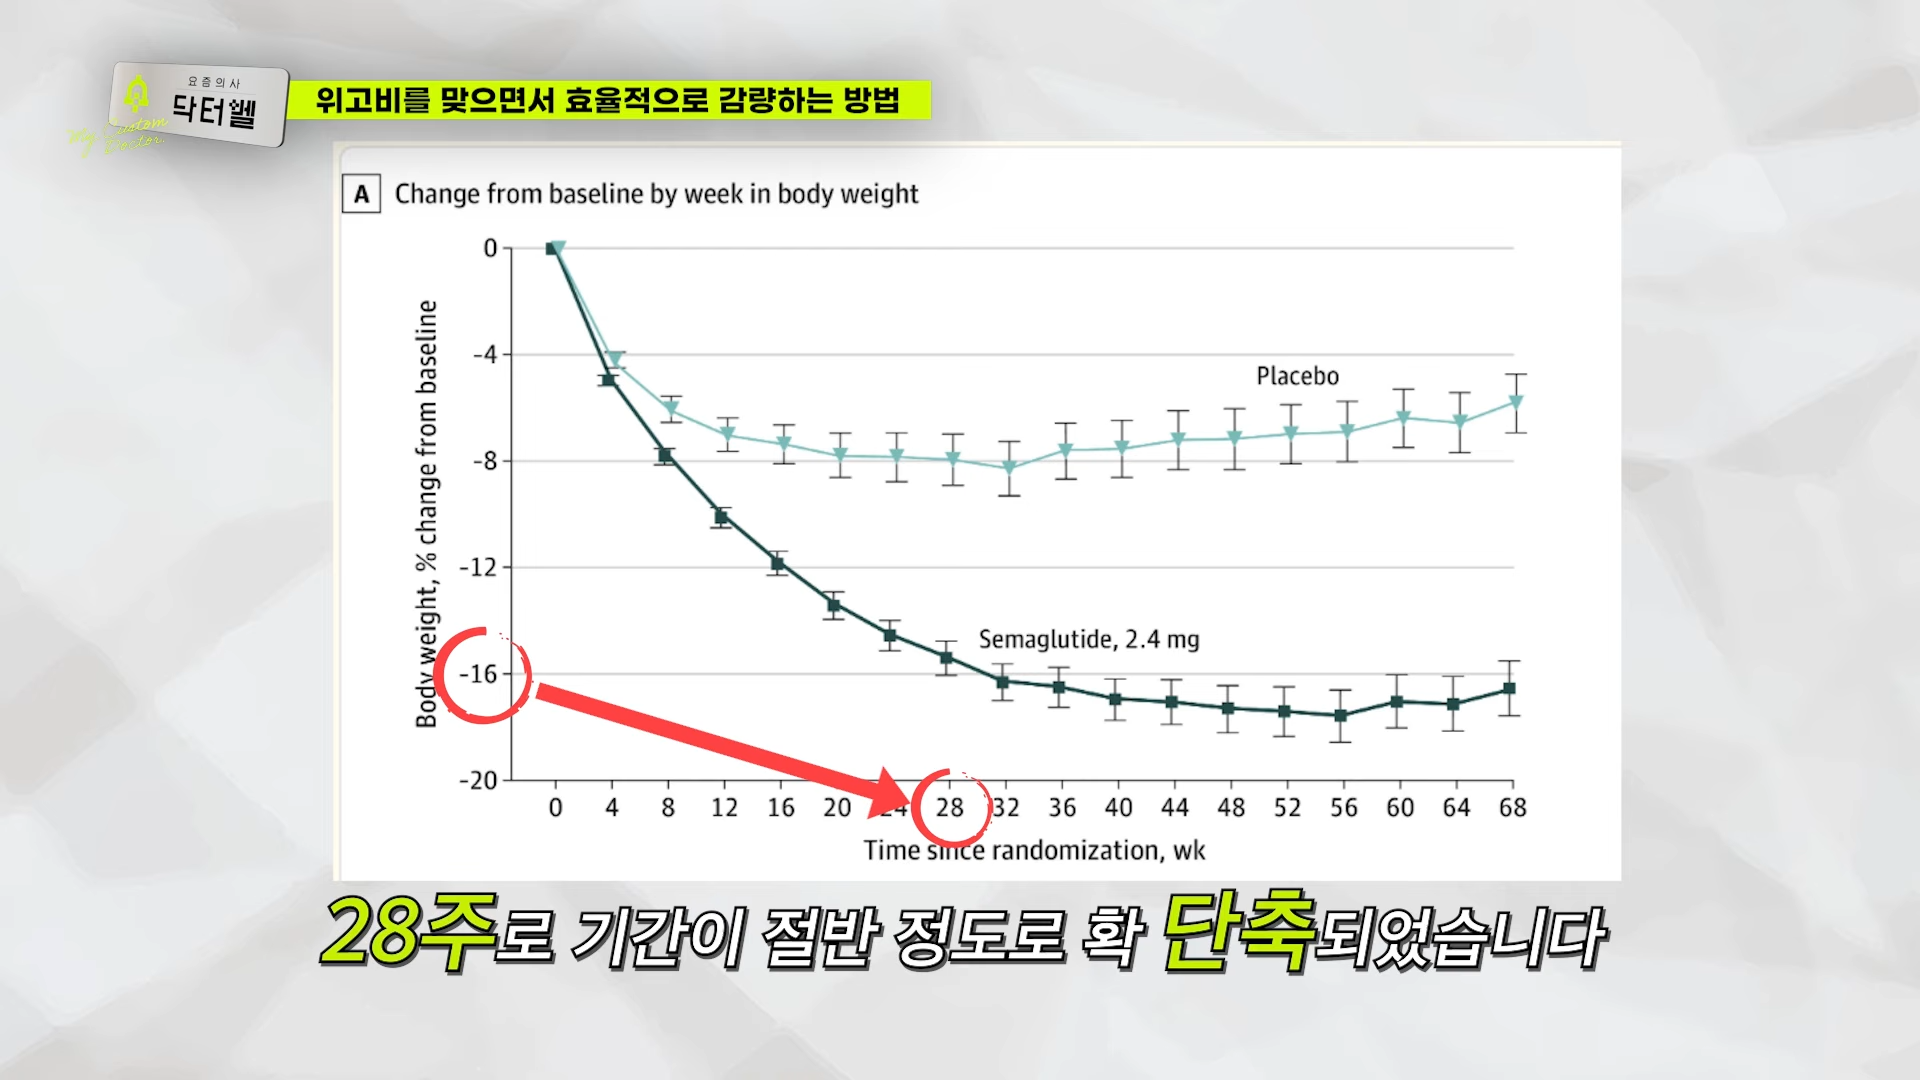 요즘의사
닥터벨
My Custom
Doctor.
위고비를 맞으면서 효율적으로 감량하는 방법
A Change from baseline by week in body weight
Body weight, % change from baseline
0
-4
-8
-12
-16
-20
Placebo
Semaglutide, 2.4 mg
0 4 8 12 16 20 24 28 32 36 40 44 48 52 56 60 64 68
Time since randomization, wk
28주로 기간이 절반 정도로 확 단축되었습니다